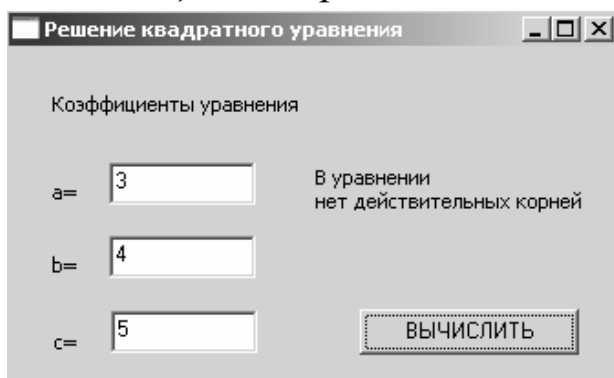 Решение квадратного уравнения
Коэффициенты уравнения
a= 3
В уравнении
нет действительных корней
b= 4
c= 5
ВЫЧИСЛИТЬ